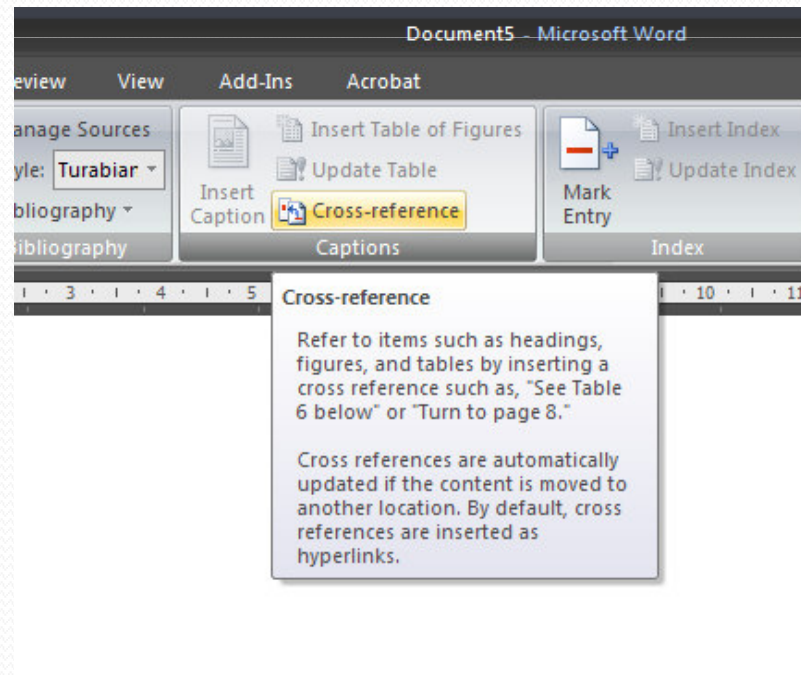 Document5 - Microsoft Word
eview View Add-Ins Acrobat
anage Sources
yle: Turabiar
bliography
ibliography
Insert Caption
Insert Table of Figures
Update Table
Cross-reference
Captions
Mark Entry
Insert Index
Update Index
Index
3 4 5 10 11
Cross-reference
Refer to items such as headings,
figures, and tables by inserting a
cross reference such as, "See Table
6 below" or "Turn to page 8."
Cross references are automatically
updated if the content is moved to
another location. By default, cross
references are inserted as
hyperlinks.